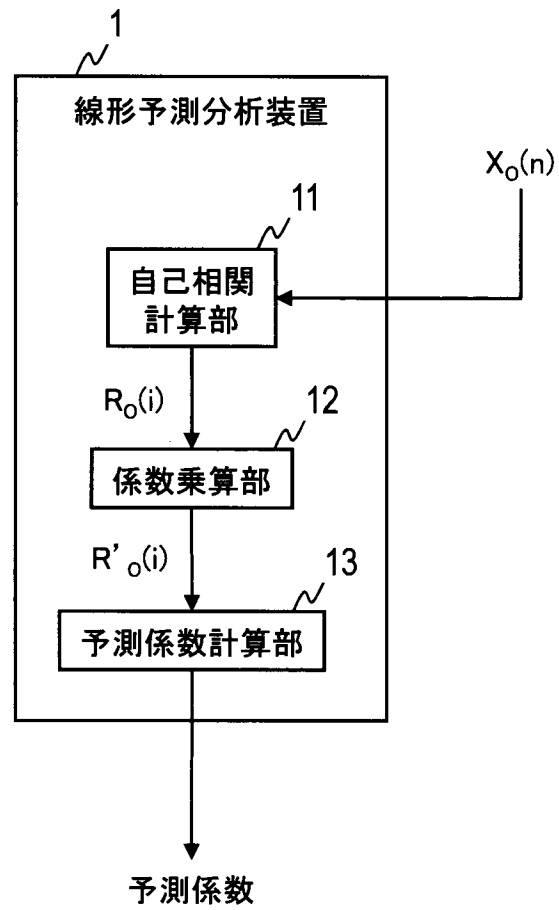 1
線形予測分析装置
X_O(n)
11
自己相関
計算部
R_O(i)
12
係数乗算部
R'_O(i)
13
予測係数計算部
予測係数